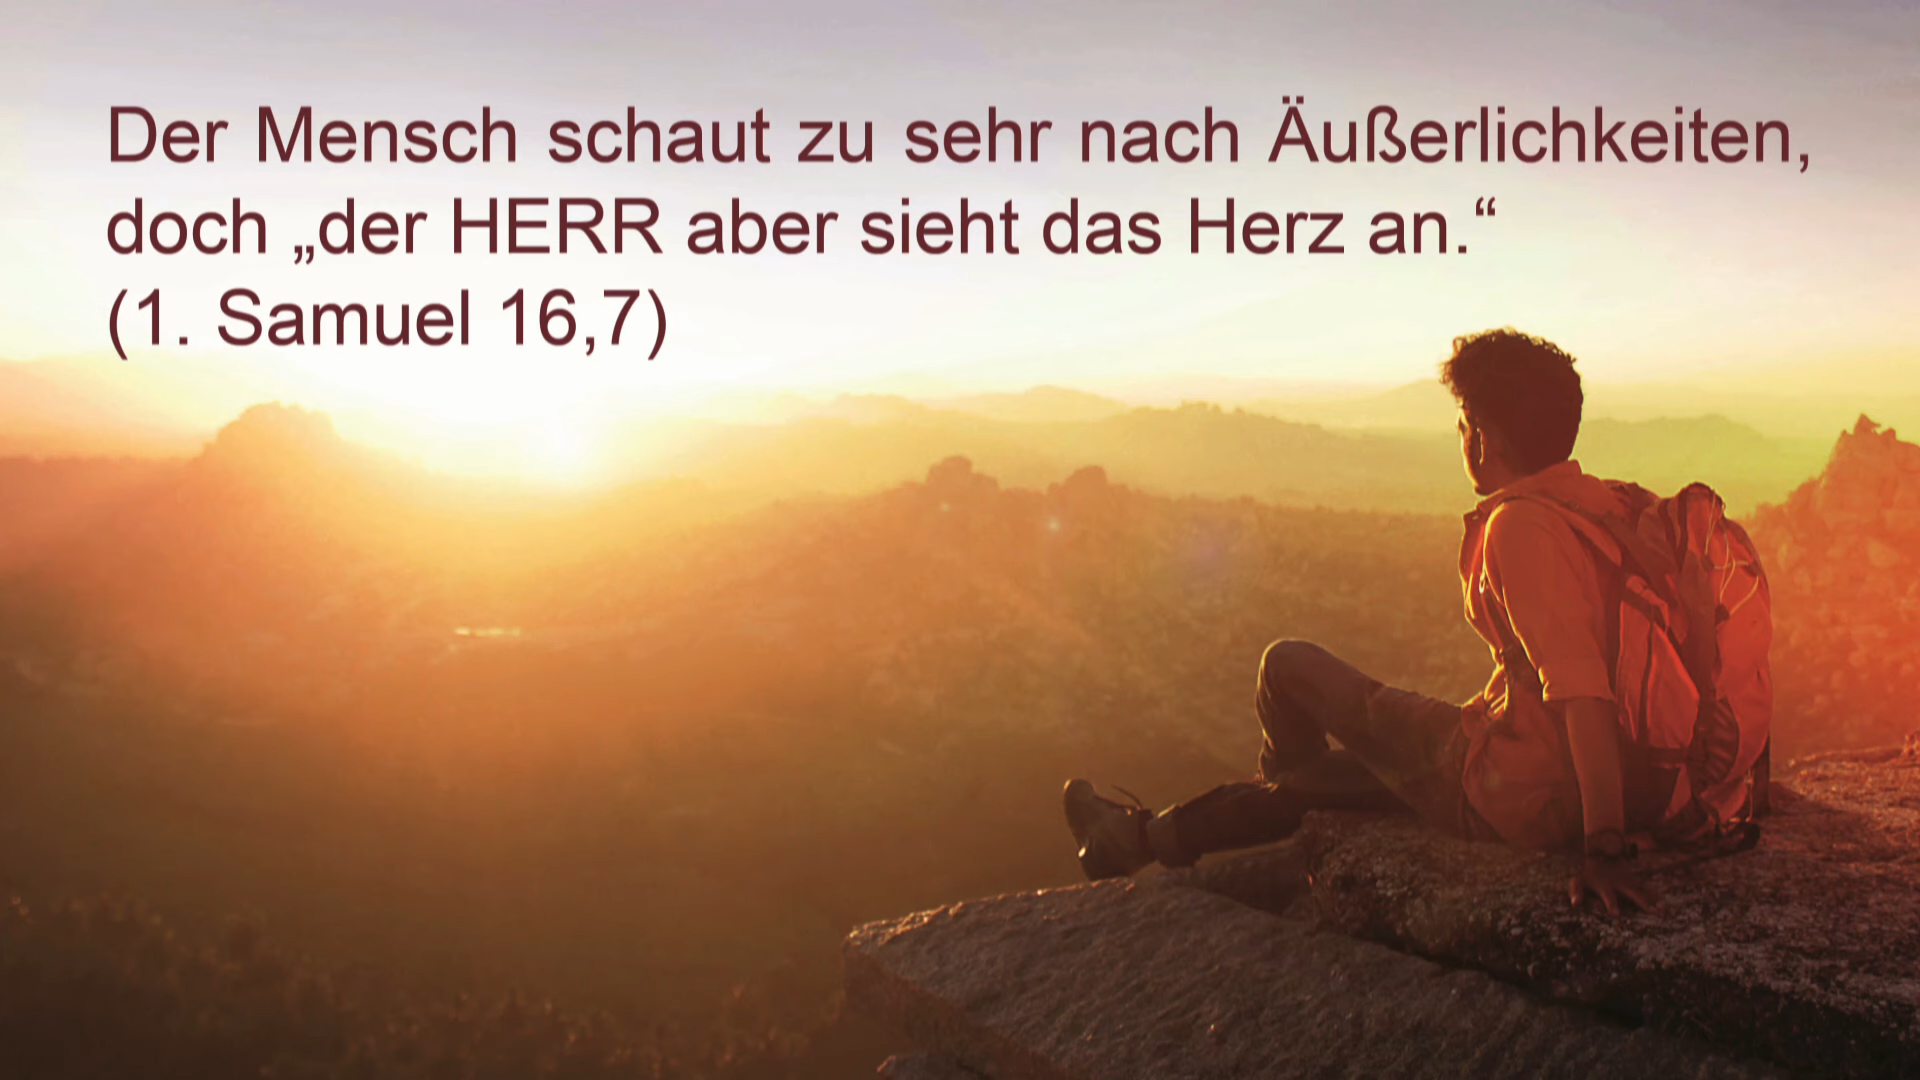 Der Mensch schaut zu sehr nach Äußerlichkeiten,
doch „der HERR aber sieht das Herz an.“
(1. Samuel 16,7)